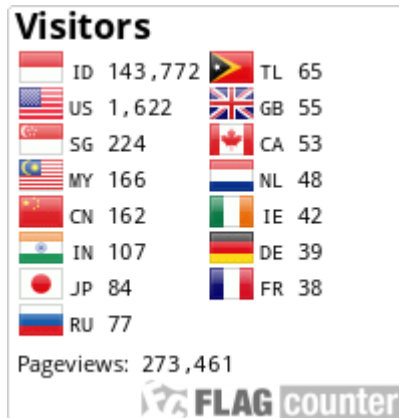 Visitors
ID 143,772 TL 65
US 1,622 GB 55
SG 224 CA 53
MY 166 NL 48
CN 162 IE 42
IN 107 DE 39
JP 84 FR 38
RU 77
Pageviews: 273,461
FC FLAG counter